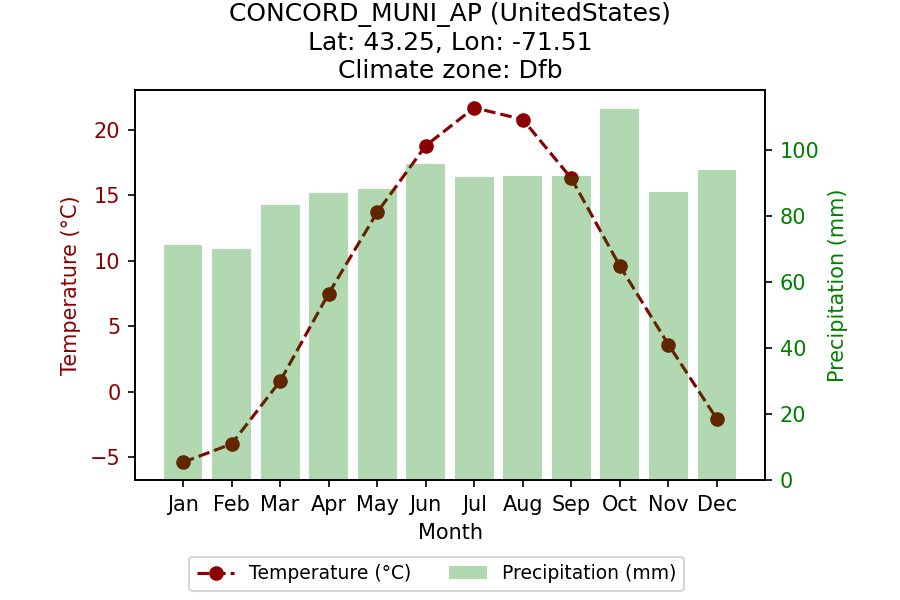 CONCORD_MUNI_AP (UnitedStates)
Lat: 43.25, Lon: -71.51
Climate zone: Dfb
Temperature (°C)
20
15
10
5
0
−5
100
80
60
40
20
0
Precipitation (mm)
Jan Feb Mar Apr May Jun Jul Aug Sep Oct Nov Dec
Month
Temperature (°C) Precipitation (mm)